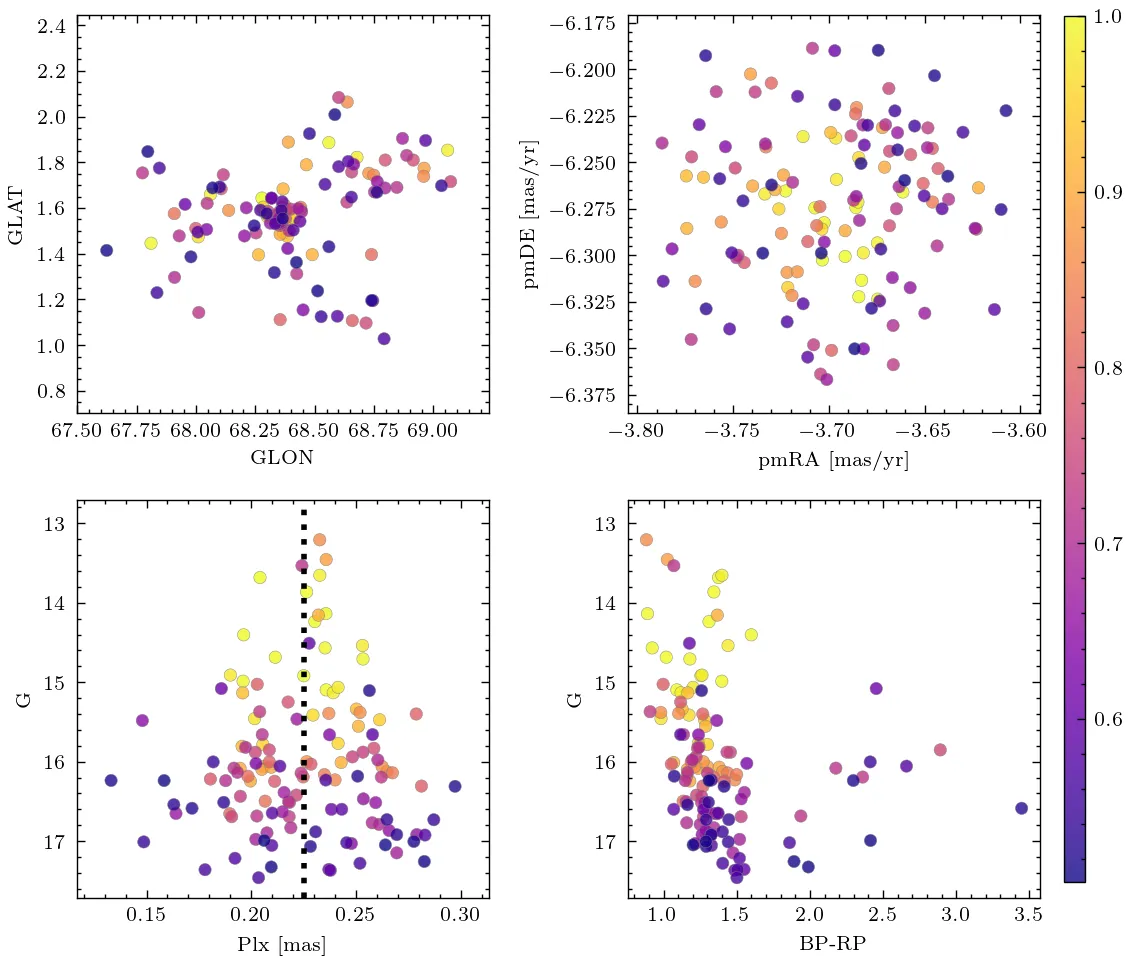 2.4
2.2
2.0
1.8
1.6
1.4
1.2
1.0
0.8
GLAT
67.50 67.75 68.00 68.25 68.50 68.75 69.00
GLON
−6.175
−6.200
−6.225
−6.250
−6.275
−6.300
−6.325
−6.350
−6.375
pmDE [mas/yr]
−3.80 −3.75 −3.70 −3.65 −3.60
pmRA [mas/yr]
13
14
15
16
17
G
0.15 0.20 0.25 0.30
Plx [mas]
13
14
15
16
17
G
1.0 1.5 2.0 2.5 3.0 3.5
BP-RP
1.0
0.9
0.8
0.7
0.6